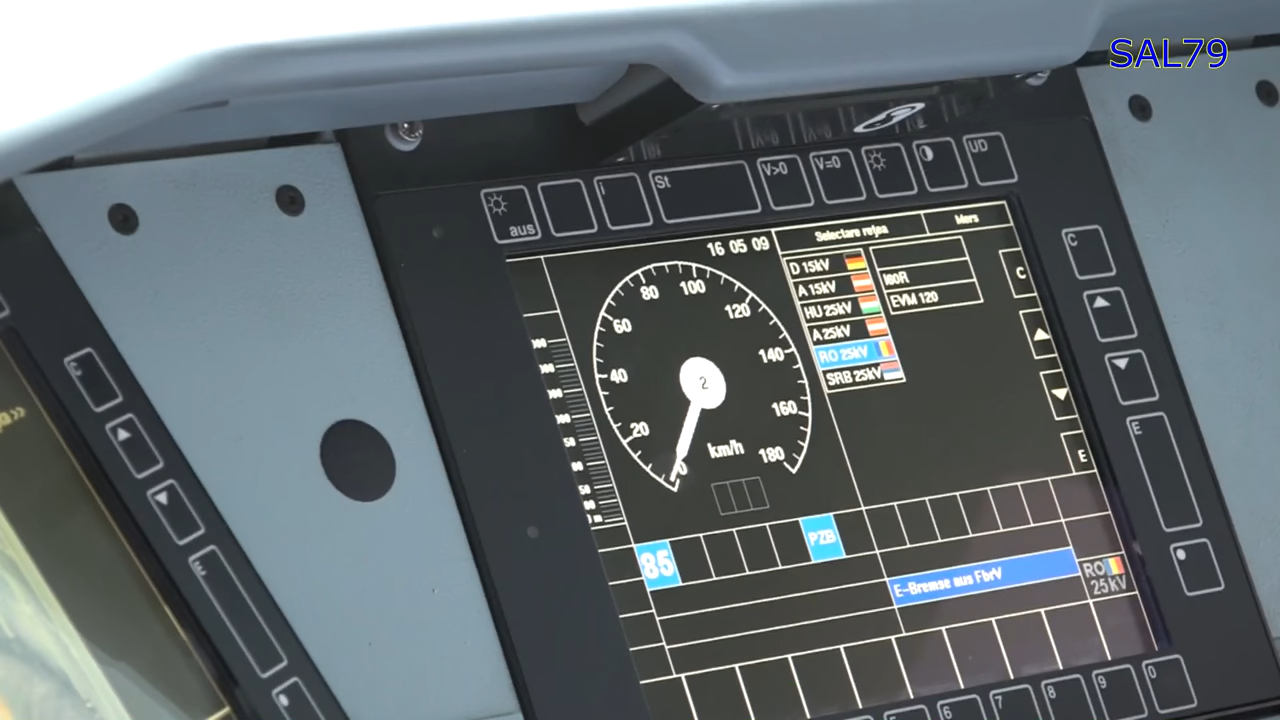 SAL79
aus
I
St
V>0
V=0
UD
16 05 09
Selectare rețea
Mers
D 15kV
A 15kV
HU 25kV
A 25kV
RO 25kV
SRB 25kV
I60R
EVM 120
C
E
0
20
40
60
80
100
120
140
160
180
2
km/h
85
PZB
E-Bremse aus FbrV
RO
25kV
C
E
C
E
6
7
8
9
0